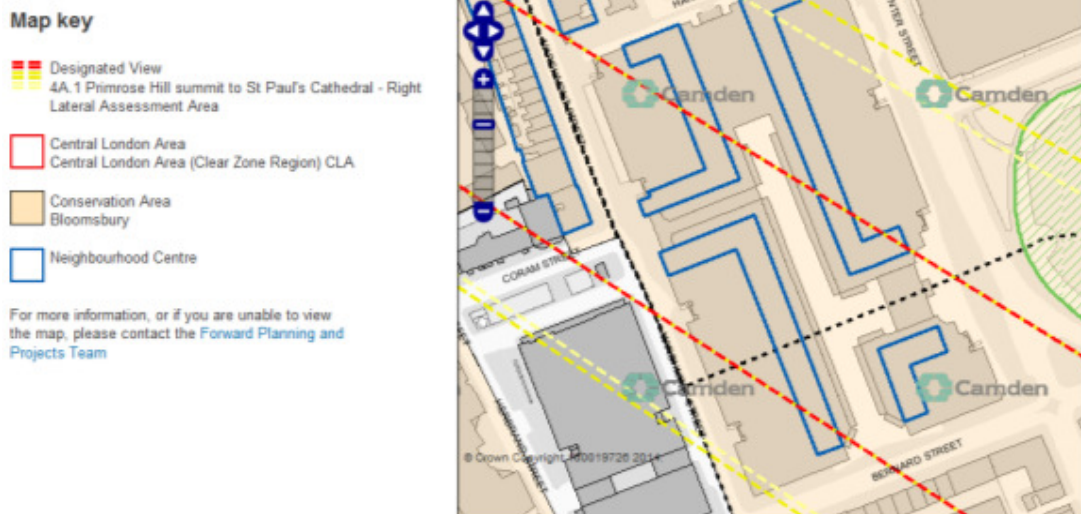 Map key
Designated View
4A.1 Primrose Hill summit to St Paul's Cathedral - Right
Lateral Assessment Area
Central London Area
Central London Area (Clear Zone Region) CLA
Conservation Area
Bloomsbury
Neighbourhood Centre
For more information, or if you are unable to view
the map, please contact the Forward Planning and
Projects Team
Camden
Camden
CORAM STREET
Camden
Camden
© Crown Copyright 100019726 2014
BERNARD STREET